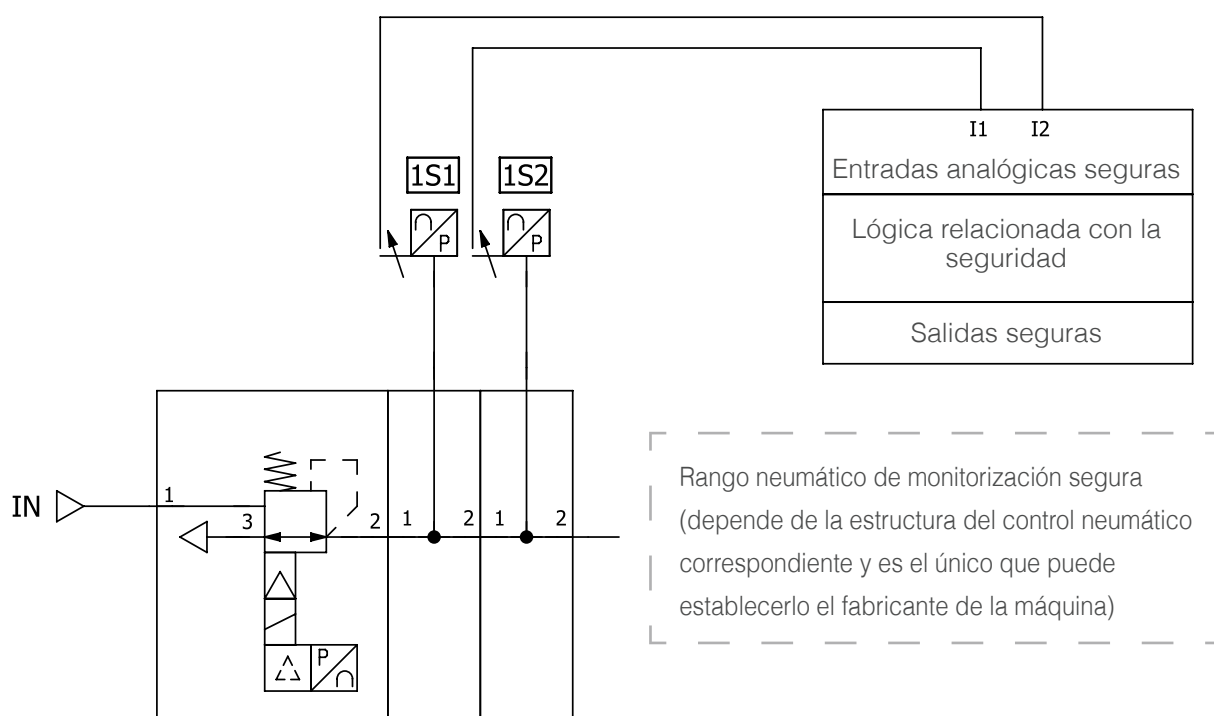 I1 I2
Entradas analógicas seguras
Lógica relacionada con la
seguridad
Salidas seguras
1S1 1S2
P P
IN
1
3 2 1 2 1 2
P
Rango neumático de monitorización segura
(depende de la estructura del control neumático
correspondiente y es el único que puede
establecerlo el fabricante de la máquina)